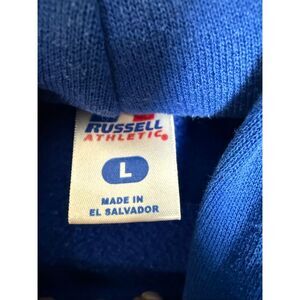 RUSSELL
ATHLETIC
L
MADE IN
EL SALVADOR